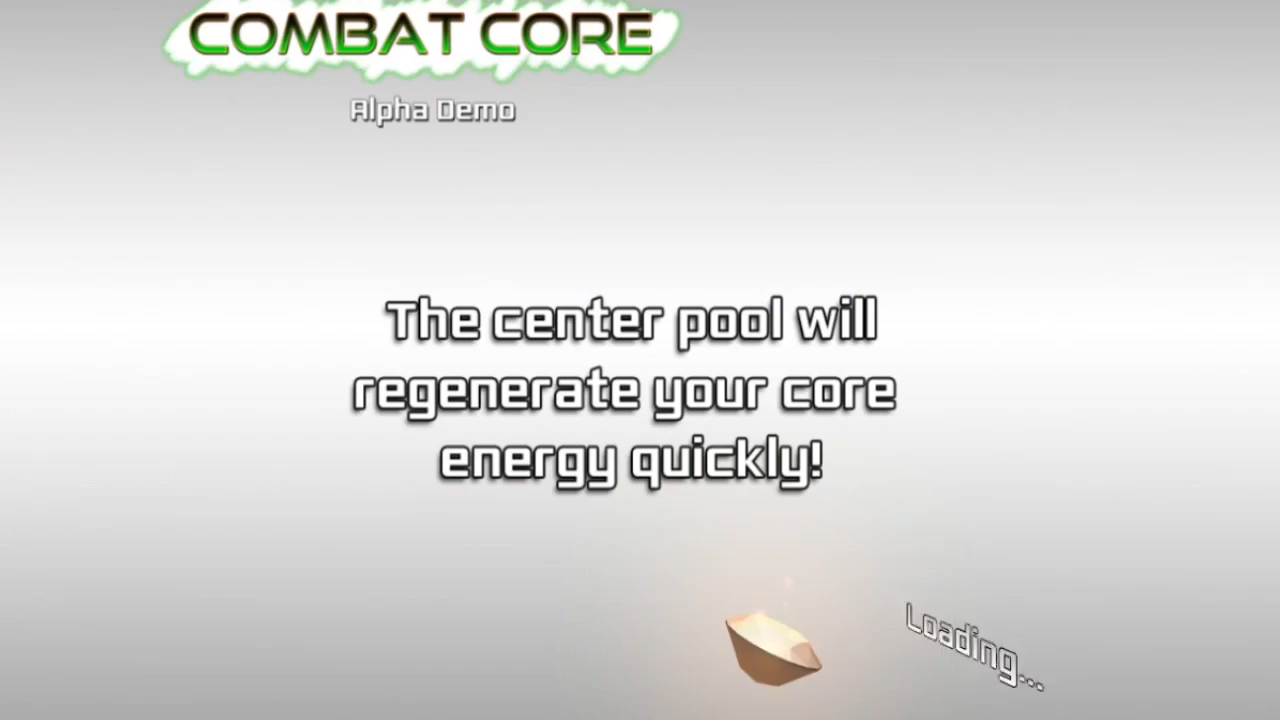 COMBAT CORE
Alpha Demo
The center pool will
regenerate your core
energy quickly!
Loading...